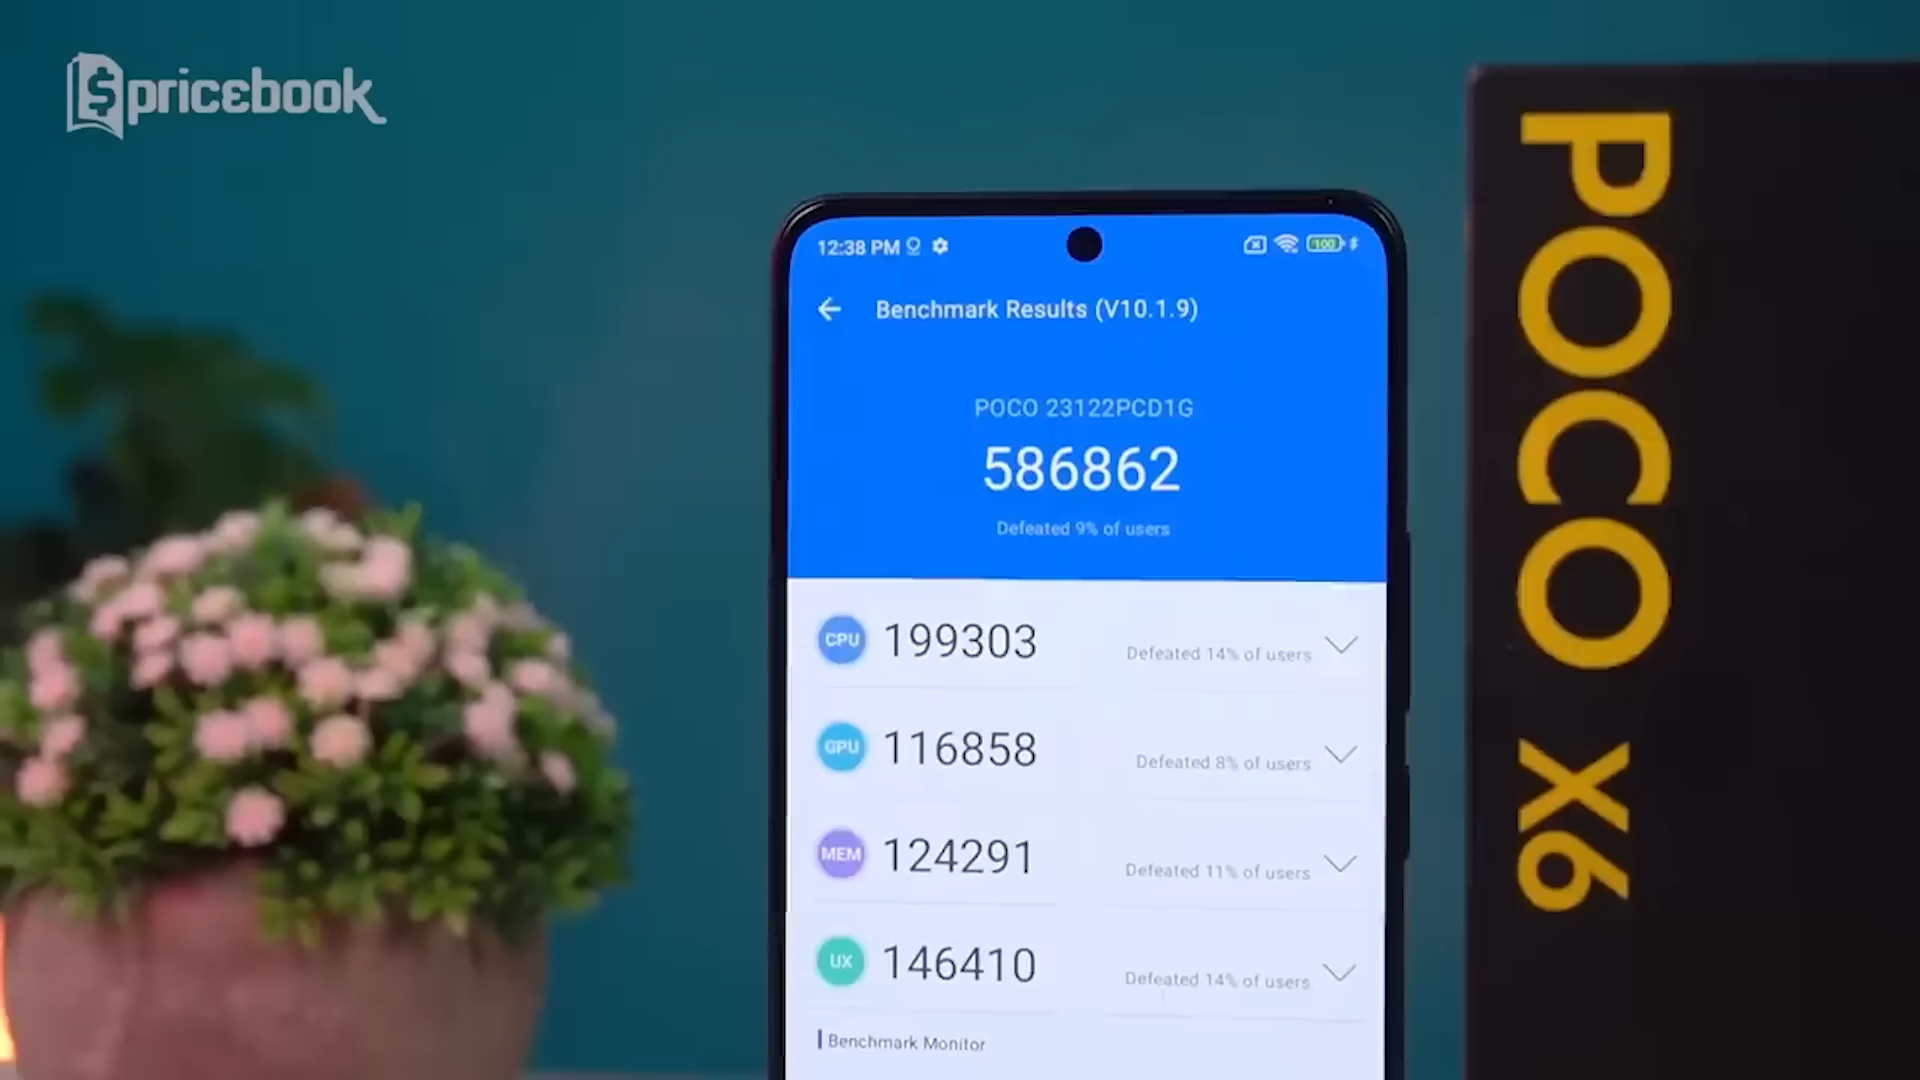 pricebook
12:38 PM
100
Benchmark Results (V10.1.9)
POCO 23122PCD1G
586862
Defeated 9% of users
CPU 199303 Defeated 14% of users
GPU 116858 Defeated 8% of users
MEM 124291 Defeated 11% of users
UX 146410 Defeated 14% of users
Benchmark Monitor
POCO X6